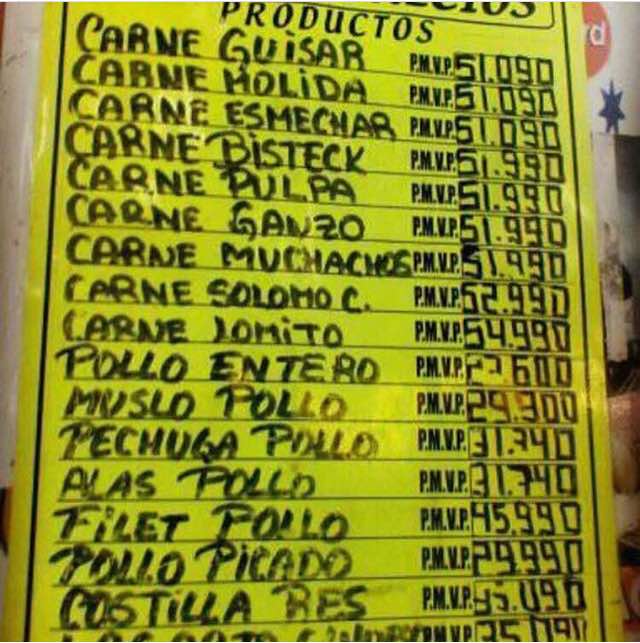 PRODUCTOS
CARNE GUISAR P.M.V.P. 51.090
CARNE MOLIDA P.M.V.P. 51.090
CARNE ESMECHAR P.M.V.P. 51.090
CARNE BISTECK P.M.V.P. 51.990
CARNE PULPA P.M.V.P. 51.990
CARNE GANZO P.M.V.P. 51.990
CARNE MUCHACHOS P.M.V.P. 51.990
CARNE SOLOMO C. P.M.V.P. 52.990
CARNE LOMITO P.M.V.P. 54.990
POLLO ENTERO P.M.V.P.
MUSLO POLLO P.M.V.P. 29.300
PECHUGA POLLO P.M.V.P. 31.740
ALAS POLLO P.M.V.P. 31.740
FILET POLLO P.M.V.P. 45.990
POLLO PICADO P.M.V.P. 29.990
COSTILLA RES P.M.V.P.